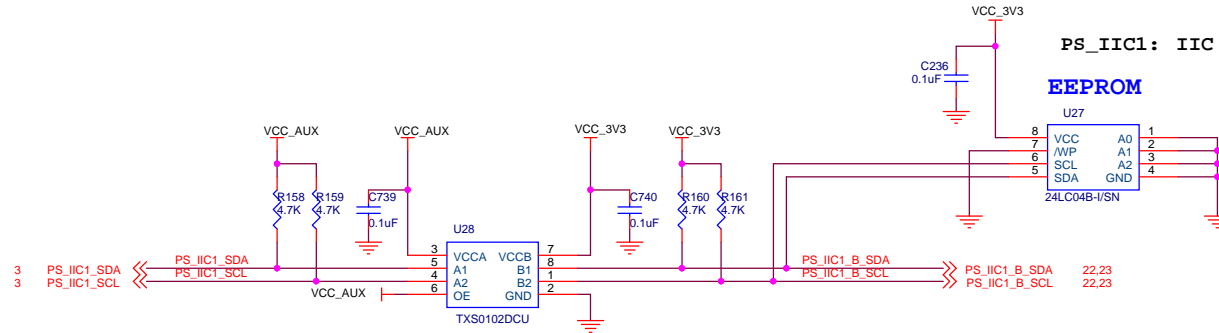 VCC_3V3
PS_IIC1: IIC
C236
0.1uF
EEPROM
U27
8 VCC A0 1
7 /WP A1 2
6 SCL A2 3
5 SDA GND 4
24LC04B-I/SN
VCC_AUX VCC_AUX VCC_3V3 VCC_3V3
R158 R159 C739 C740 R160 R161
4.7K 4.7K 0.1uF 0.1uF 4.7K 4.7K
U28
3 VCCA VCCB 7
5 A1 B1 8
4 A2 B2 1
6 OE GND 2
TXS0102DCU
3 PS_IIC1_SDA PS_IIC1_SDA PS_IIC1_B_SDA PS_IIC1_B_SDA 22,23
3 PS_IIC1_SCL PS_IIC1_SCL PS_IIC1_B_SCL PS_IIC1_B_SCL 22,23
VCC_AUX